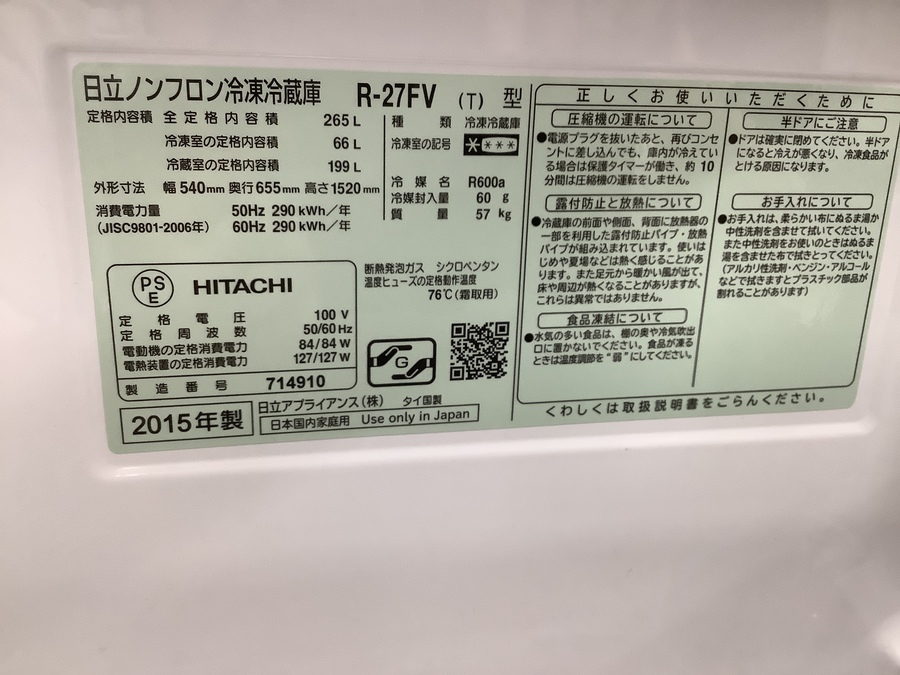 日立ノンフロン冷凍冷蔵庫 R-27FV (T) 型
定格内容積 全定格内容積 265 L
冷凍室の定格内容積 66 L
冷蔵室の定格内容積 199 L
外形寸法 幅540mm 奥行655mm 高さ1520mm
消費電力量 50Hz 290 kWh/年
(JISC9801-2006年) 60Hz 290 kWh/年
種類 冷凍冷蔵庫
冷凍室の記号 ****
冷媒名 R600a
冷媒封入量 60 g
質量 57 kg
PS
E
HITACHI
定格電圧 100 V
定格周波数 50/60 Hz
電動機の定格消費電力 84/84 W
電熱装置の定格消費電力 127/127 W
製造番号 714910
断熱発泡ガス シクロペンタン
温度ヒューズの定格動作温度
76℃ (霜取用)
G
2015年製
日立アプライアンス(株) タイ国製
日本国内家庭用 Use only in Japan
正しくお使いいただくために
圧縮機の運転について
●電源プラグを抜いたあと、再びコンセ
ントに差し込んでも、庫内が冷えてい
る場合は保護タイマーが働き、約10
分間は圧縮機の運転をしません。
露付防止と放熱について
●冷蔵庫の前面や側面、背面に放熱器の
一部を利用した露付防止パイプ・放熱
パイプが組み込まれています。使いは
じめや夏場などは熱く感じることがあ
ります。また足元から暖かい風が出て、
床や周辺が熱くなることがありますが、
これらは異常ではありません。
食品凍結について
●水気の多い食品は、棚の奥や冷気吹出
口に置かないでください。食品が凍る
ときは温度調節を“弱”にしてください。
半ドアにご注意
●ドアは確実に閉めてください。半ドア
になると冷えが悪くなり、冷凍食品が
とける原因になります。
お手入れについて
●お手入れは、柔らかい布にぬるま湯か
中性洗剤を含ませて拭いてください。
また中性洗剤をお使いのときはぬるま
湯を含ませた布で拭きとってください。
(アルカリ性洗剤・ベンジン・アルコール
などで拭きますとプラスチック部品が
割れることがあります)
くわしくは取扱説明書をごらんください。